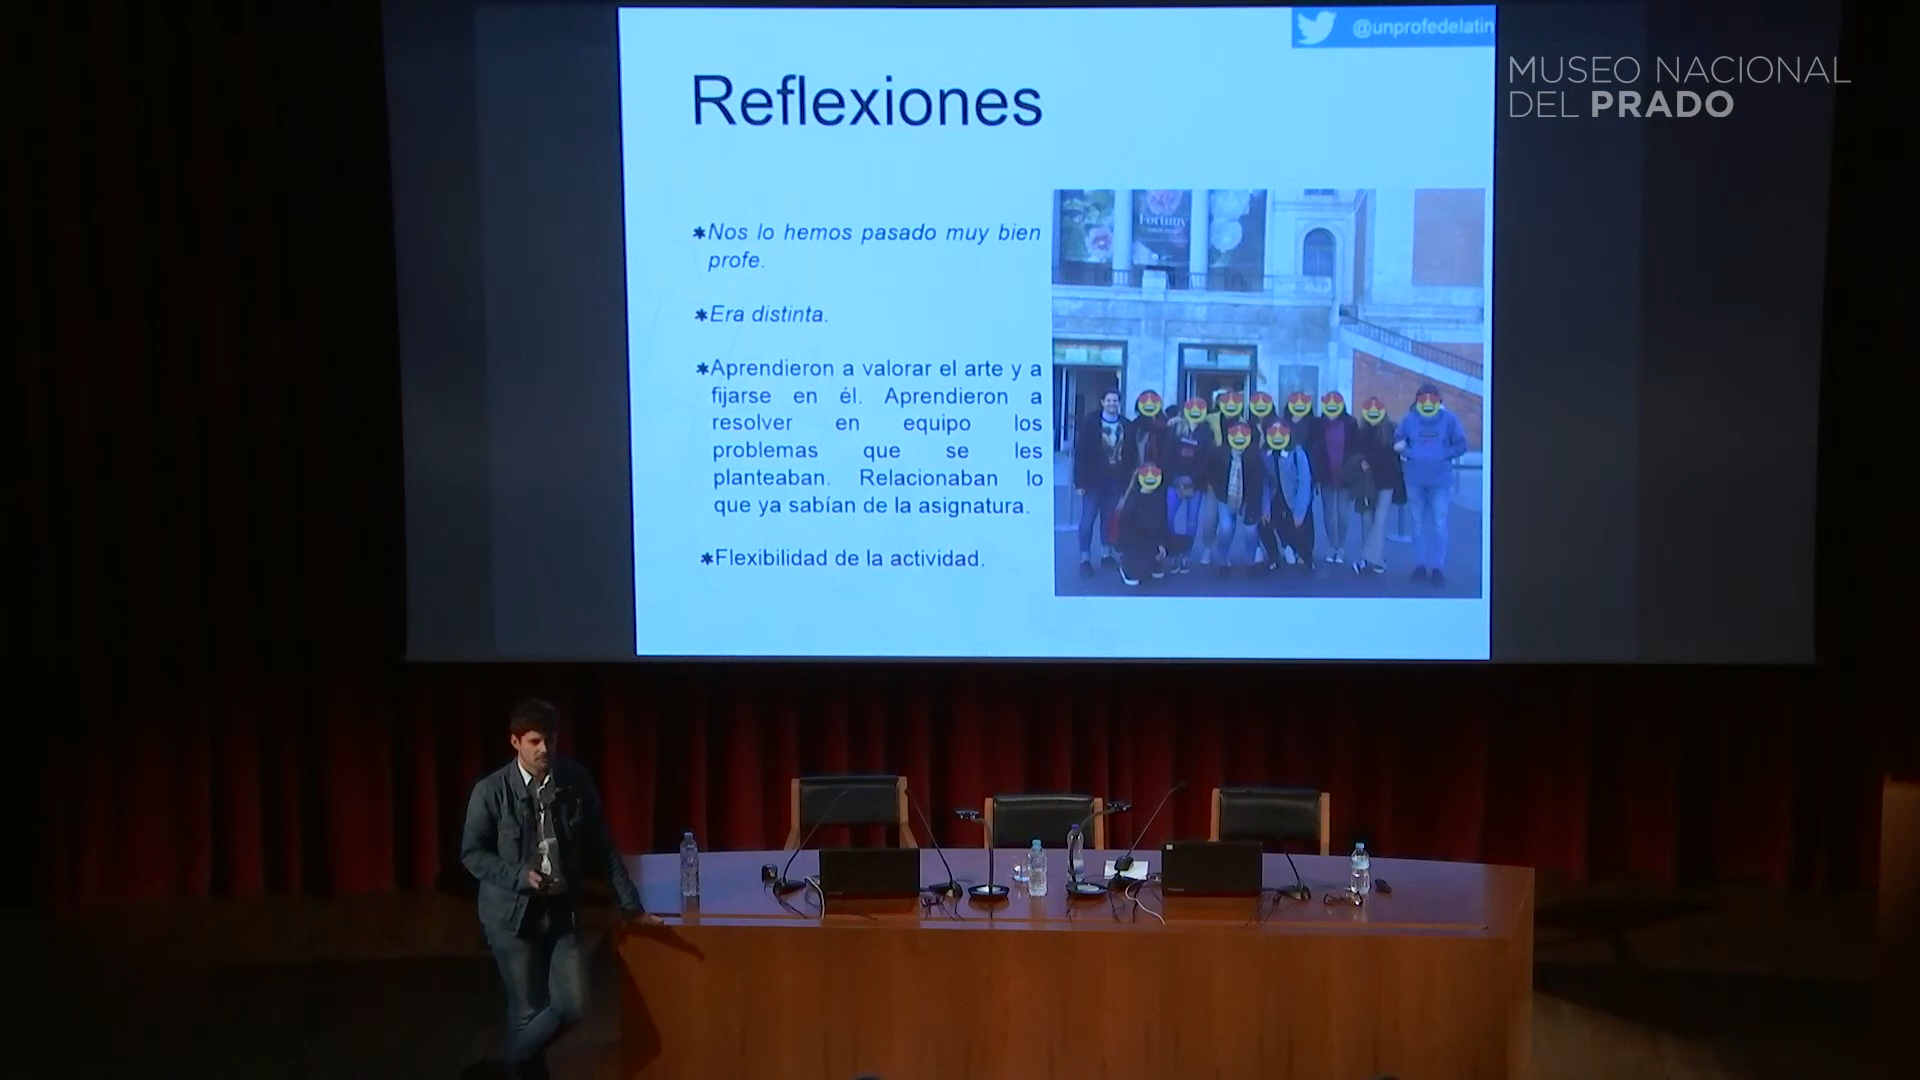 @unprofedelatin
MUSEO NACIONAL
DEL PRADO
Reflexiones
*Nos lo hemos pasado muy bien
profe.
*Era distinta.
*Aprendieron a valorar el arte y a
fijarse en él. Aprendieron a
resolver en equipo los
problemas que se les
planteaban. Relacionaban lo
que ya sabían de la asignatura.
*Flexibilidad de la actividad.
Fortuny